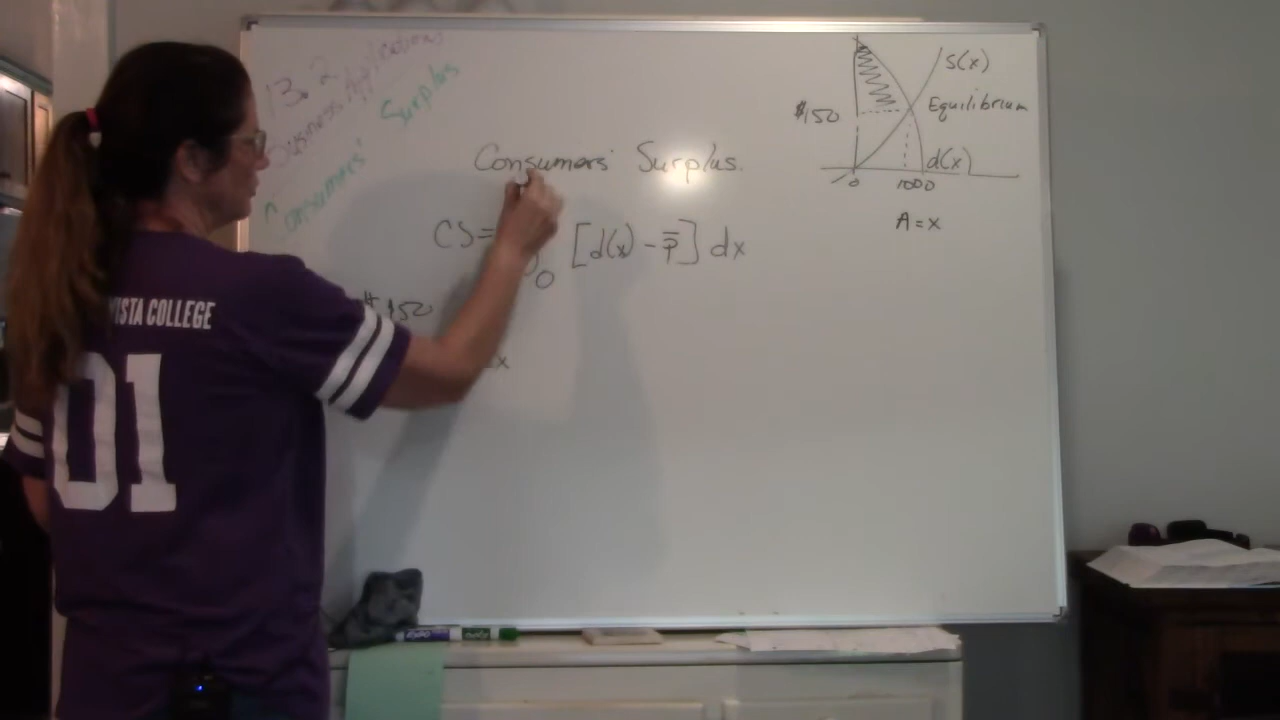 13.2
Business Applications
Consumers' Surplus
Consumers' Surplus.
CS= ∫0 [d(x) - p̄] dx
$150
S(x)
Equilibrium
$150
d(x)
0 1000
A = x
VISTA COLLEGE
01